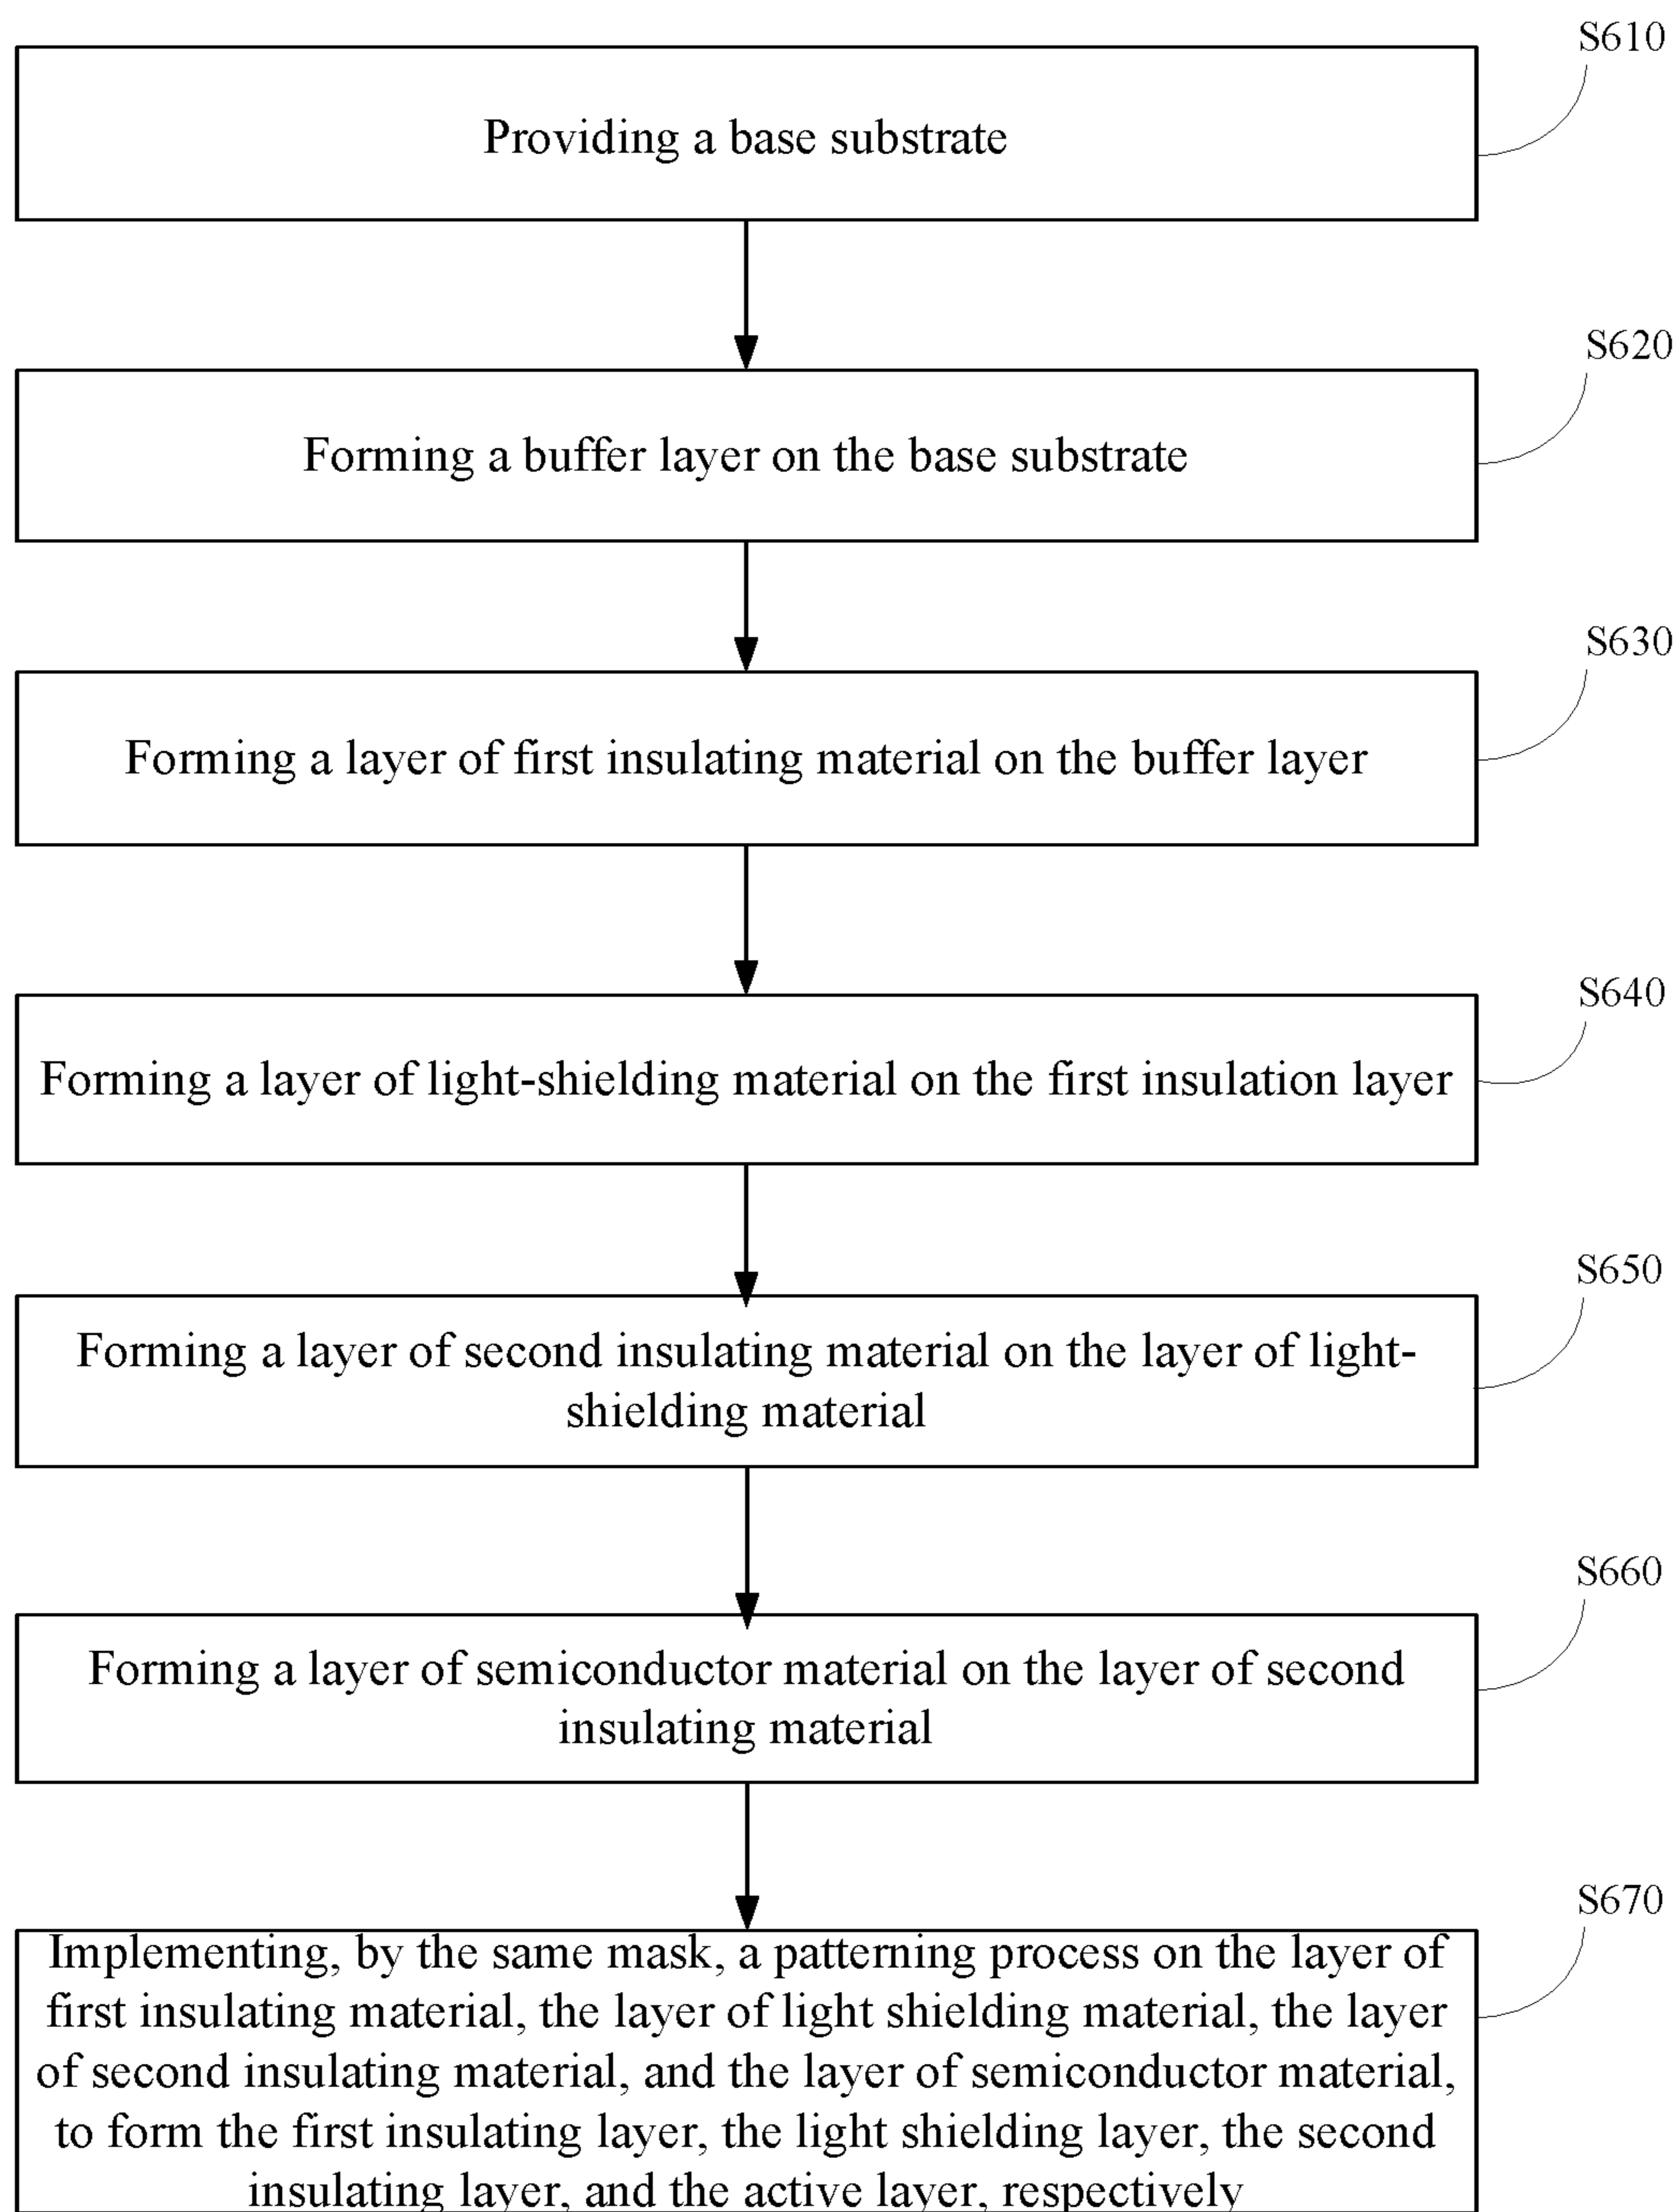 S610
Providing a base substrate
S620
Forming a buffer layer on the base substrate
S630
Forming a layer of first insulating material on the buffer layer
S640
Forming a layer of light-shielding material on the first insulation layer
S650
Forming a layer of second insulating material on the layer of light-
shielding material
S660
Forming a layer of semiconductor material on the layer of second
insulating material
S670
Implementing, by the same mask, a patterning process on the layer of
first insulating material, the layer of light shielding material, the layer
of second insulating material, and the layer of semiconductor material,
to form the first insulating layer, the light shielding layer, the second
insulating layer, and the active layer, respectively